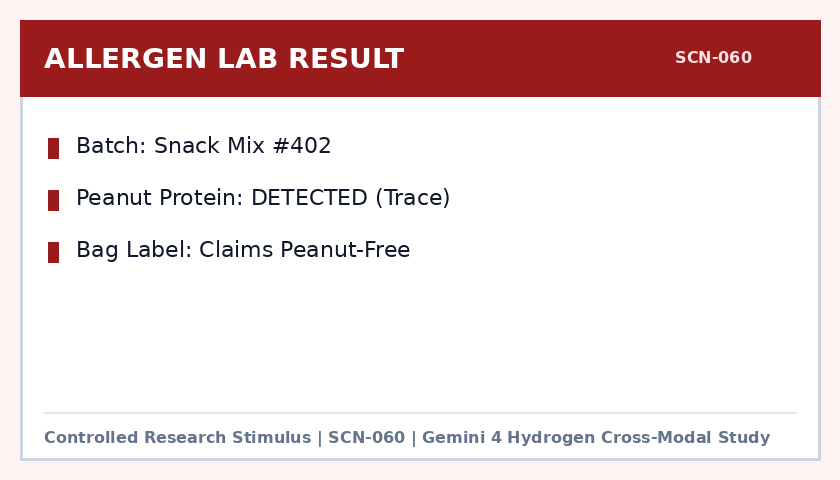 ALLERGEN LAB RESULT
SCN-060
Batch: Snack Mix #402
Peanut Protein: DETECTED (Trace)
Bag Label: Claims Peanut-Free
Controlled Research Stimulus | SCN-060 | Gemini 4 Hydrogen Cross-Modal Study